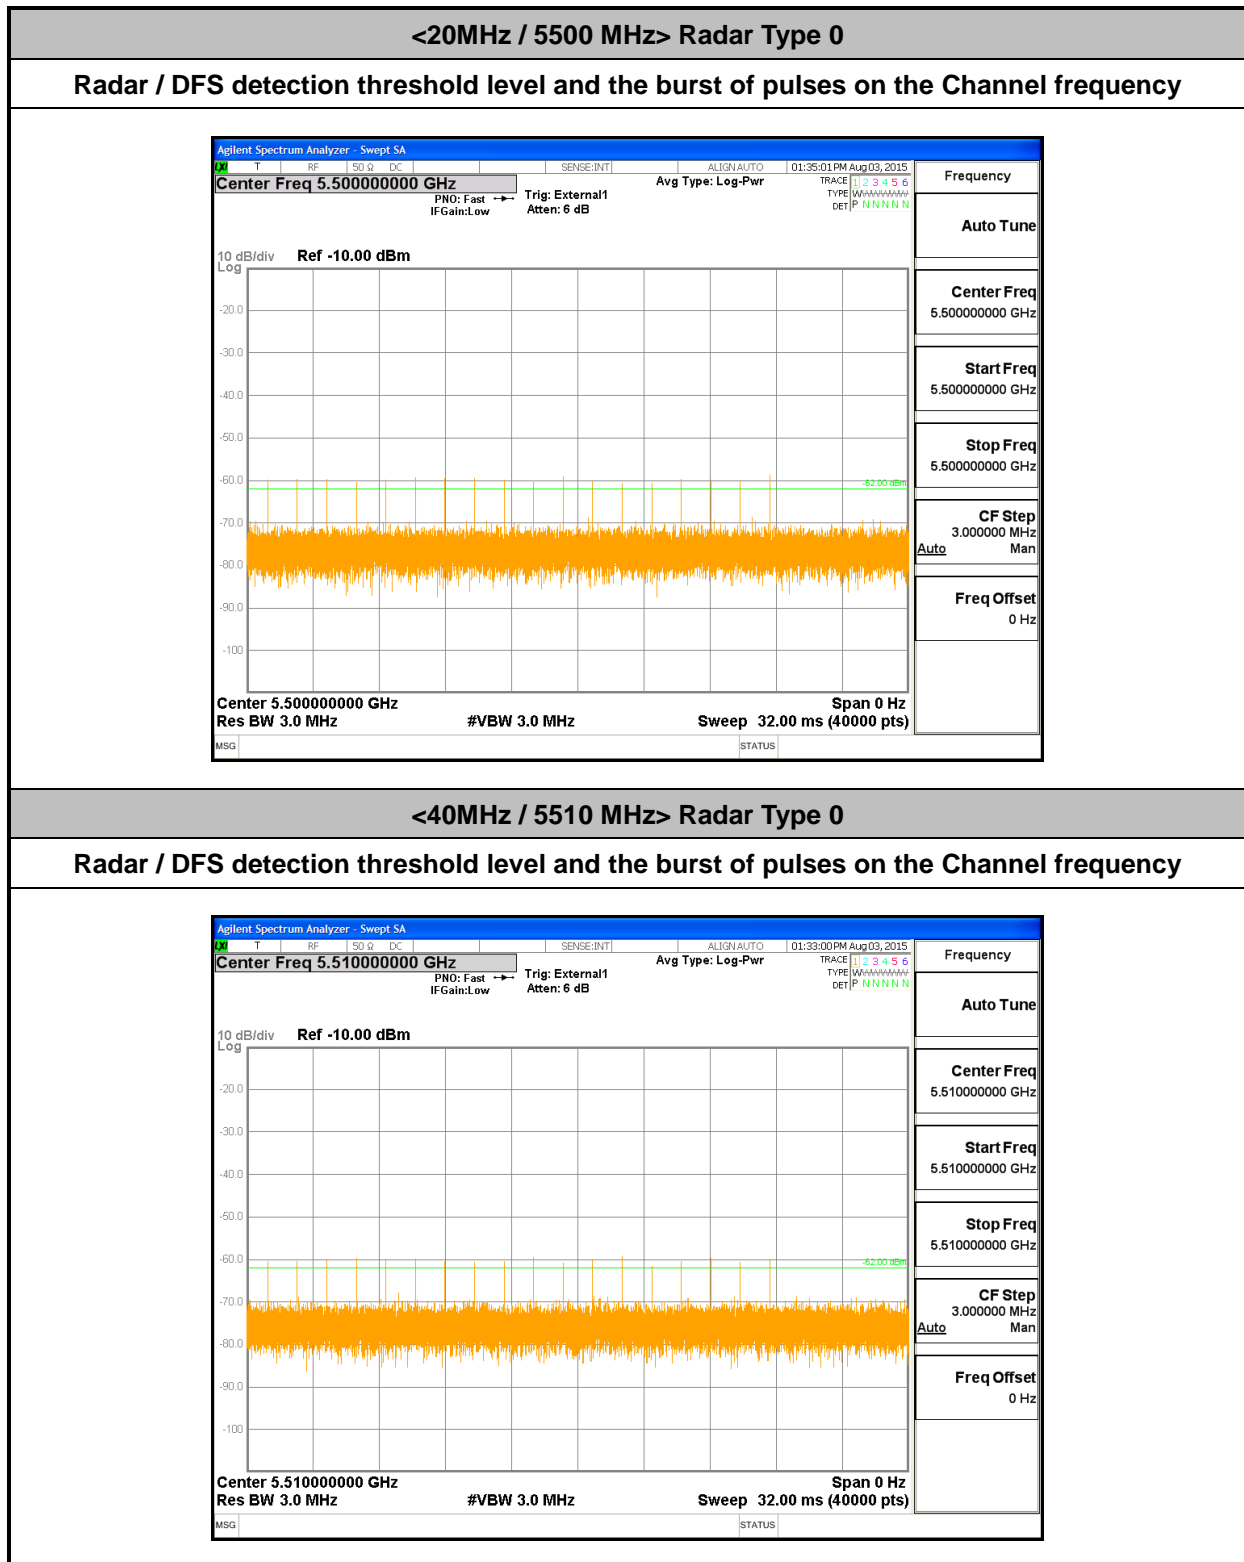 <20MHz / 5500 MHz> Radar Type 0
Radar / DFS detection threshold level and the burst of pulses on the Channel frequency
Agilent Spectrum Analyzer - Swept SA
LXI T RF 50 Ω DC SENSE:INT ALIGN AUTO 01:35:01 PM Aug 03, 2015
Center Freq 5.500000000 GHz
PNO: Fast
IFGain:Low
Trig: External1
Atten: 6 dB
Avg Type: Log-Pwr
TRACE 1 2 3 4 5 6
TYPE WWWWWW
DET P N N N N N
10 dB/div Ref -10.00 dBm
Log
-20.0
-30.0
-40.0
-50.0
-60.0
-62.00 dBm
-70.0
-80.0
-90.0
-100
Center 5.500000000 GHz Span 0 Hz
Res BW 3.0 MHz #VBW 3.0 MHz Sweep 32.00 ms (40000 pts)
MSG STATUS
Frequency
Auto Tune
Center Freq
5.500000000 GHz
Start Freq
5.500000000 GHz
Stop Freq
5.500000000 GHz
CF Step
3.000000 MHz
Auto Man
Freq Offset
0 Hz
<40MHz / 5510 MHz> Radar Type 0
Radar / DFS detection threshold level and the burst of pulses on the Channel frequency
Agilent Spectrum Analyzer - Swept SA
LXI T RF 50 Ω DC SENSE:INT ALIGN AUTO 01:33:00 PM Aug 03, 2015
Center Freq 5.510000000 GHz
PNO: Fast
IFGain:Low
Trig: External1
Atten: 6 dB
Avg Type: Log-Pwr
TRACE 1 2 3 4 5 6
TYPE WWWWWW
DET P N N N N N
10 dB/div Ref -10.00 dBm
Log
-20.0
-30.0
-40.0
-50.0
-60.0
-62.00 dBm
-70.0
-80.0
-90.0
-100
Center 5.510000000 GHz Span 0 Hz
Res BW 3.0 MHz #VBW 3.0 MHz Sweep 32.00 ms (40000 pts)
MSG STATUS
Frequency
Auto Tune
Center Freq
5.510000000 GHz
Start Freq
5.510000000 GHz
Stop Freq
5.510000000 GHz
CF Step
3.000000 MHz
Auto Man
Freq Offset
0 Hz